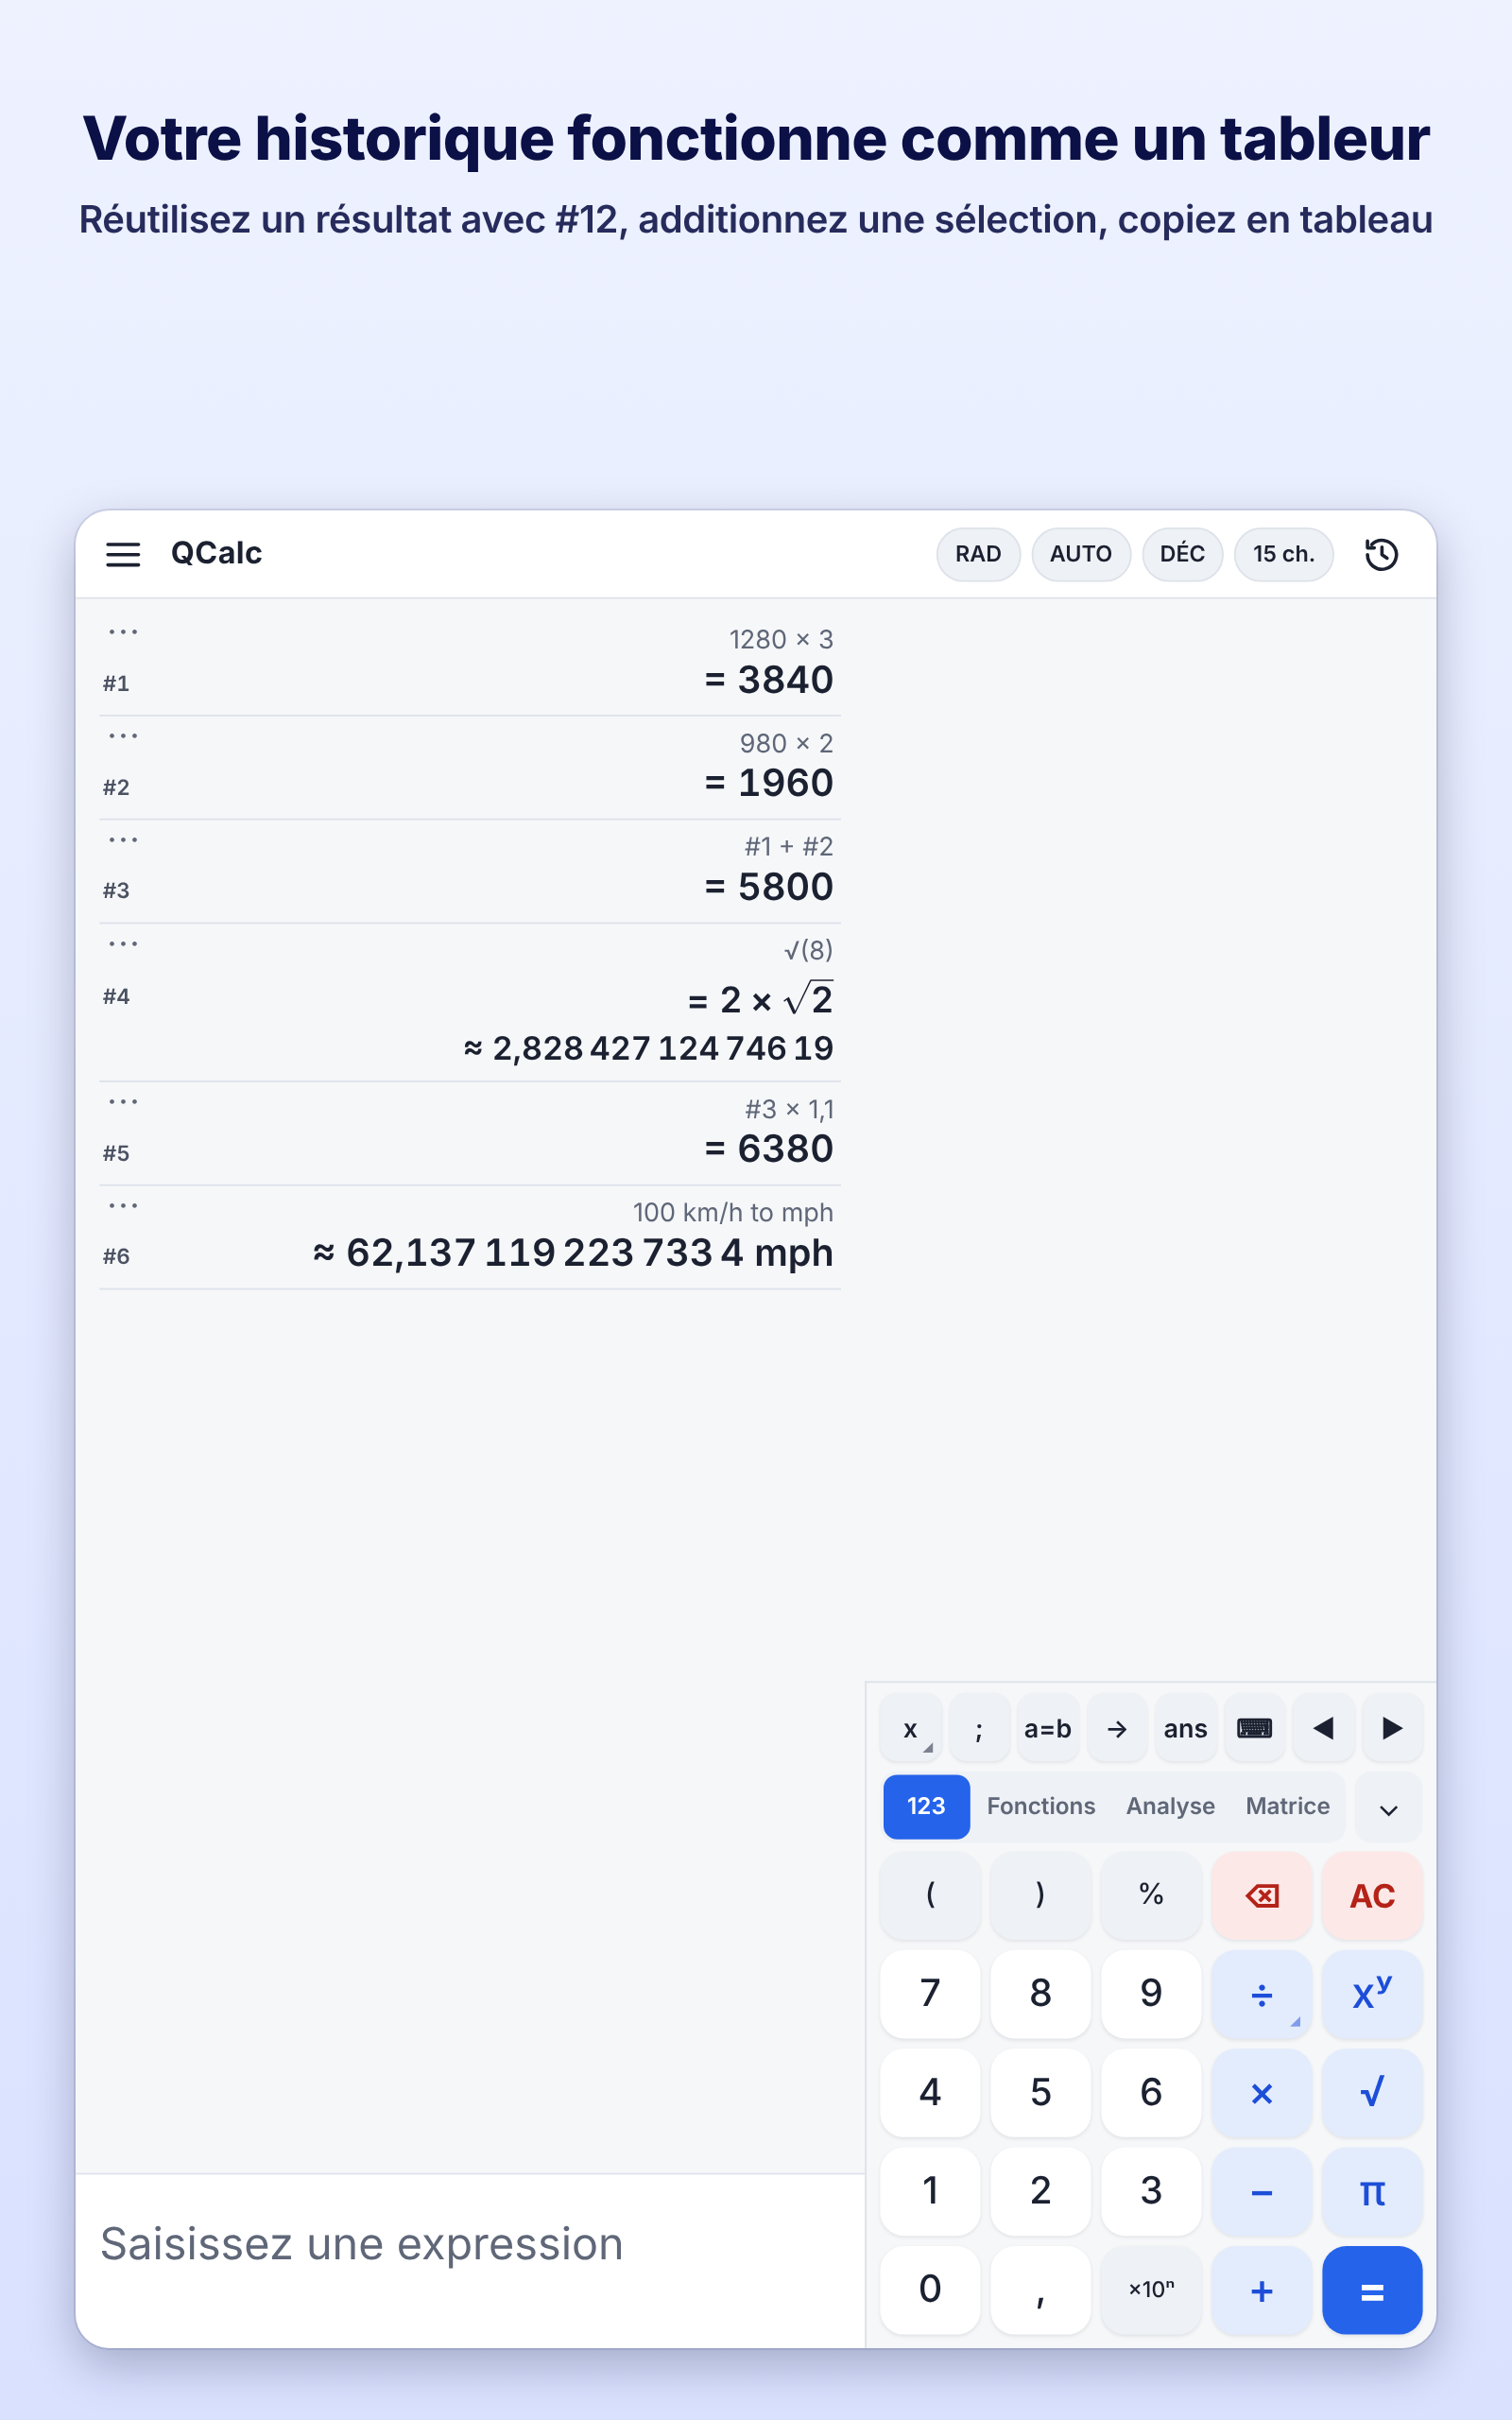 Votre historique fonctionne comme un tableur
Réutilisez un résultat avec #12, additionnez une sélection, copiez en tableau
QCalc
RAD
AUTO
DÉC
15 ch.
...
1280 × 3
#1
= 3840
...
980 × 2
#2
= 1960
...
#1 + #2
#3
= 5800
...
√(8)
#4
= 2 × √2
≈ 2,828 427 124 746 19
...
#3 × 1,1
#5
= 6380
...
100 km/h to mph
#6
≈ 62,137 119 223 733 4 mph
x ; a=b → ans ⌨ ◀ ▶
123 Fonctions Analyse Matrice
( ) % ⌫ AC
7 8 9 ÷ xʸ
4 5 6 × √
1 2 3 − π
0 , ×10ⁿ + =
Saisissez une expression